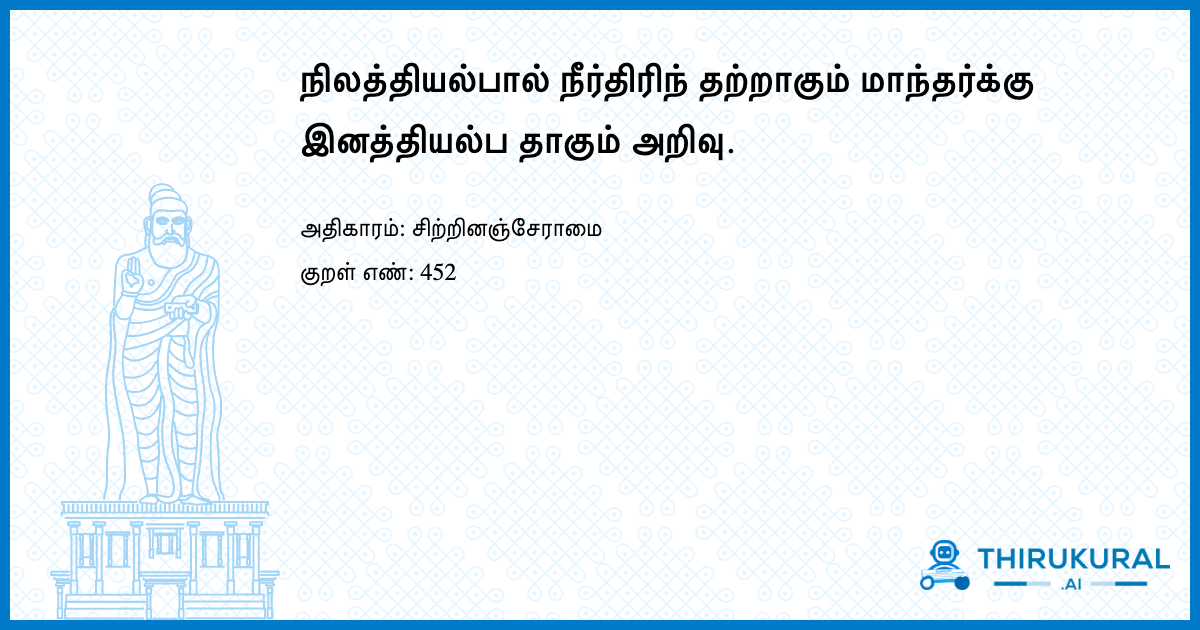 நிலத்தியல்பால் நீர்திரிந் தற்றாகும் மாந்தர்க்கு
இனத்தியல்ப தாகும் அறிவு.
அதிகாரம்: சிற்றினஞ்சேராமை
குறள் எண்: 452
THIRUKURAL
.AI